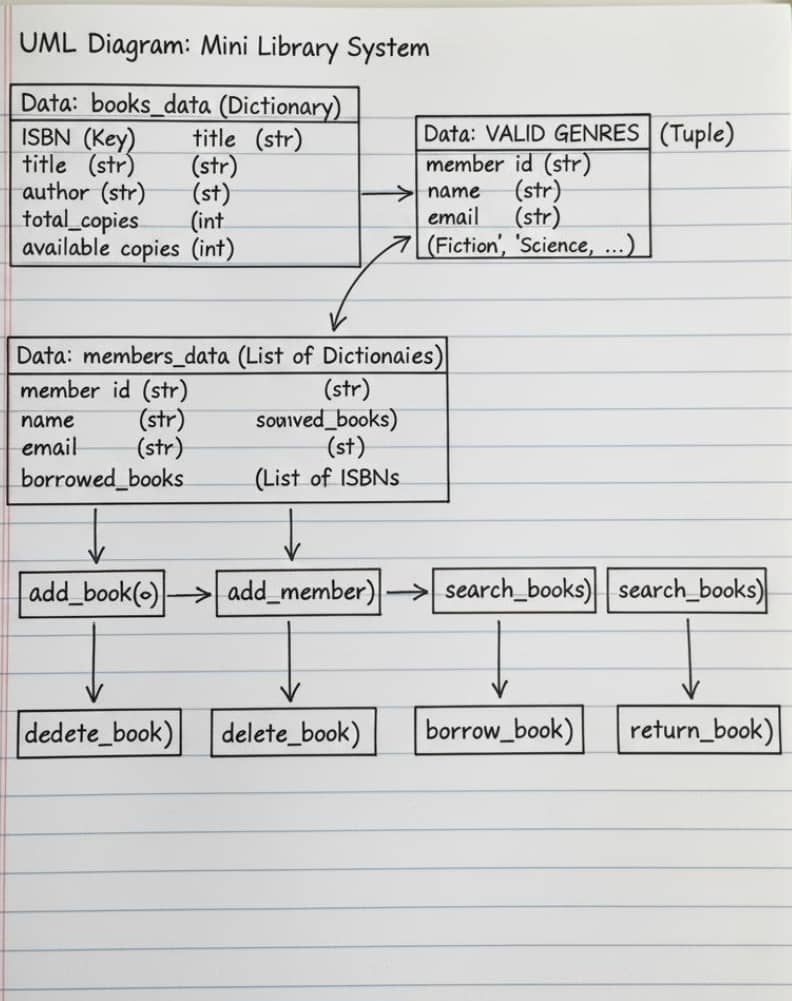 UML Diagram: Mini Library System
Data: books_data (Dictionary)
ISBN (Key) title (str)
title (str) (str)
author (str) (st)
total_copies (int
available copies (int)
Data: VALID GENRES (Tuple)
member id (str)
name (str)
email (str)
(Fiction', 'Science, ...)
Data: members_data (List of Dictionaies)
member id (str) (str)
name (str) books)
email (str) (st)
borrowed_books (List of ISBNs
add_book(o) add_member) search_books) search_books)
dedete_book) delete_book) borrow_book) return_book)